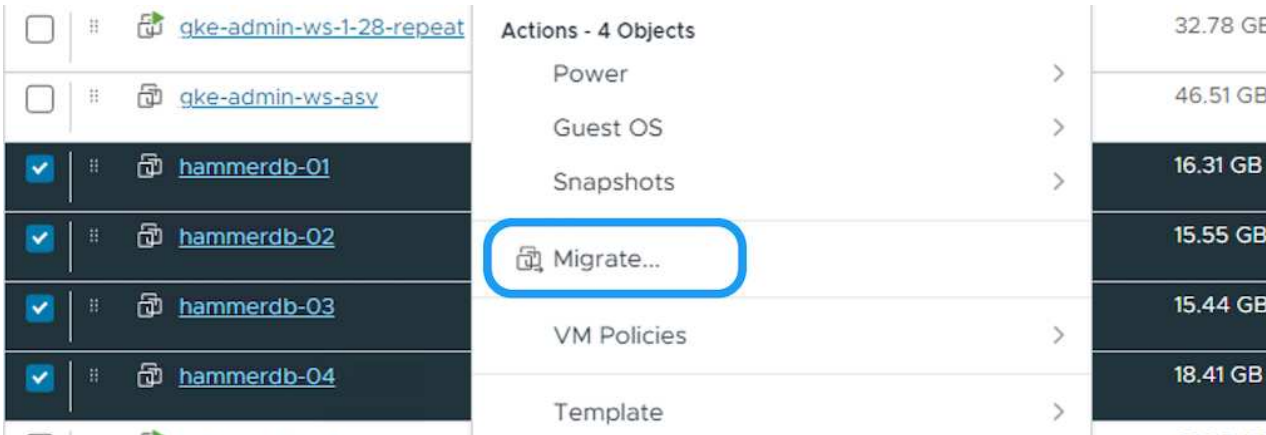 gke-admin-ws-1-28-repeat
gke-admin-ws-asv
hammerdb-01
hammerdb-02
hammerdb-03
hammerdb-04
Actions - 4 Objects
Power
Guest OS
Snapshots
Migrate...
VM Policies
Template
32.78 GB
46.51 GB
16.31 GB
15.55 GB
15.44 GB
18.41 GB